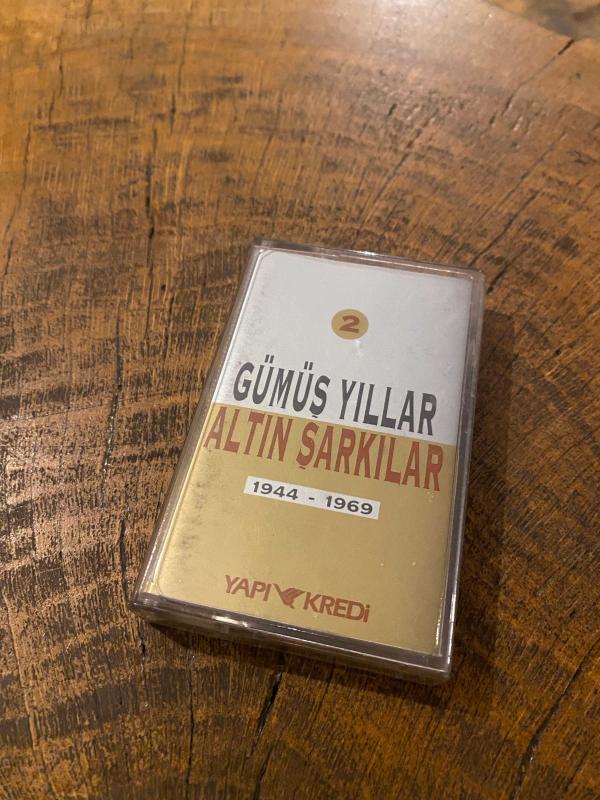 2
GÜMÜŞ YILLAR
ALTIN ŞARKILAR
1944 - 1969
YAPI KREDİ